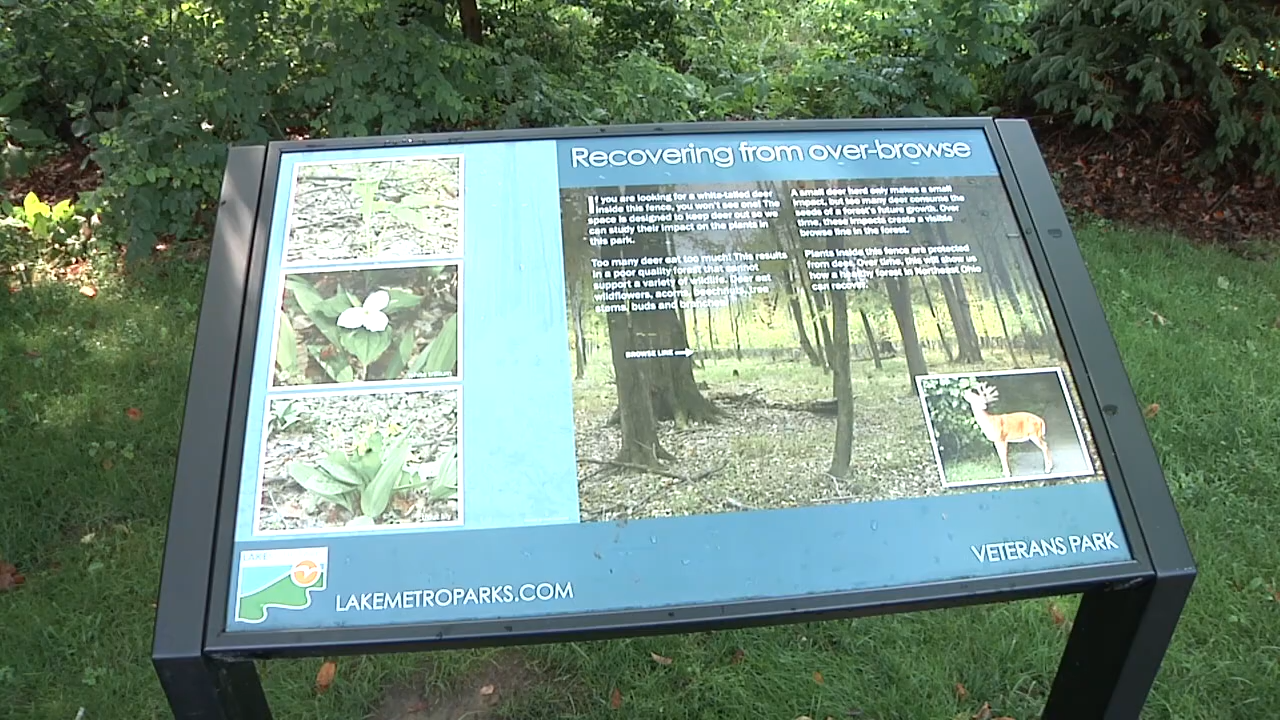 Recovering from over-browse
If you are looking for a white-tailed deer
inside this fence, you won't see one! The
space is designed to keep deer out so we
can study their impact on the plants in
this park.
Too many deer eat too much! This results
in a poor quality forest that cannot
support a variety of wildlife. Deer eat
wildflowers, acorns, beechnuts, tree
stems, buds and branches.
A small deer herd only makes a small
impact, but too many deer consume the
seeds of a forest's future growth. Over
time, these impacts create a visible
browse line in the forest.
Plants inside this fence are protected
from deer. Over time, this will show us
how a healthy forest in Northeast Ohio
can recover.
BROWSE LINE
LAKE
LAKEMETROPARKS.COM
VETERANS PARK